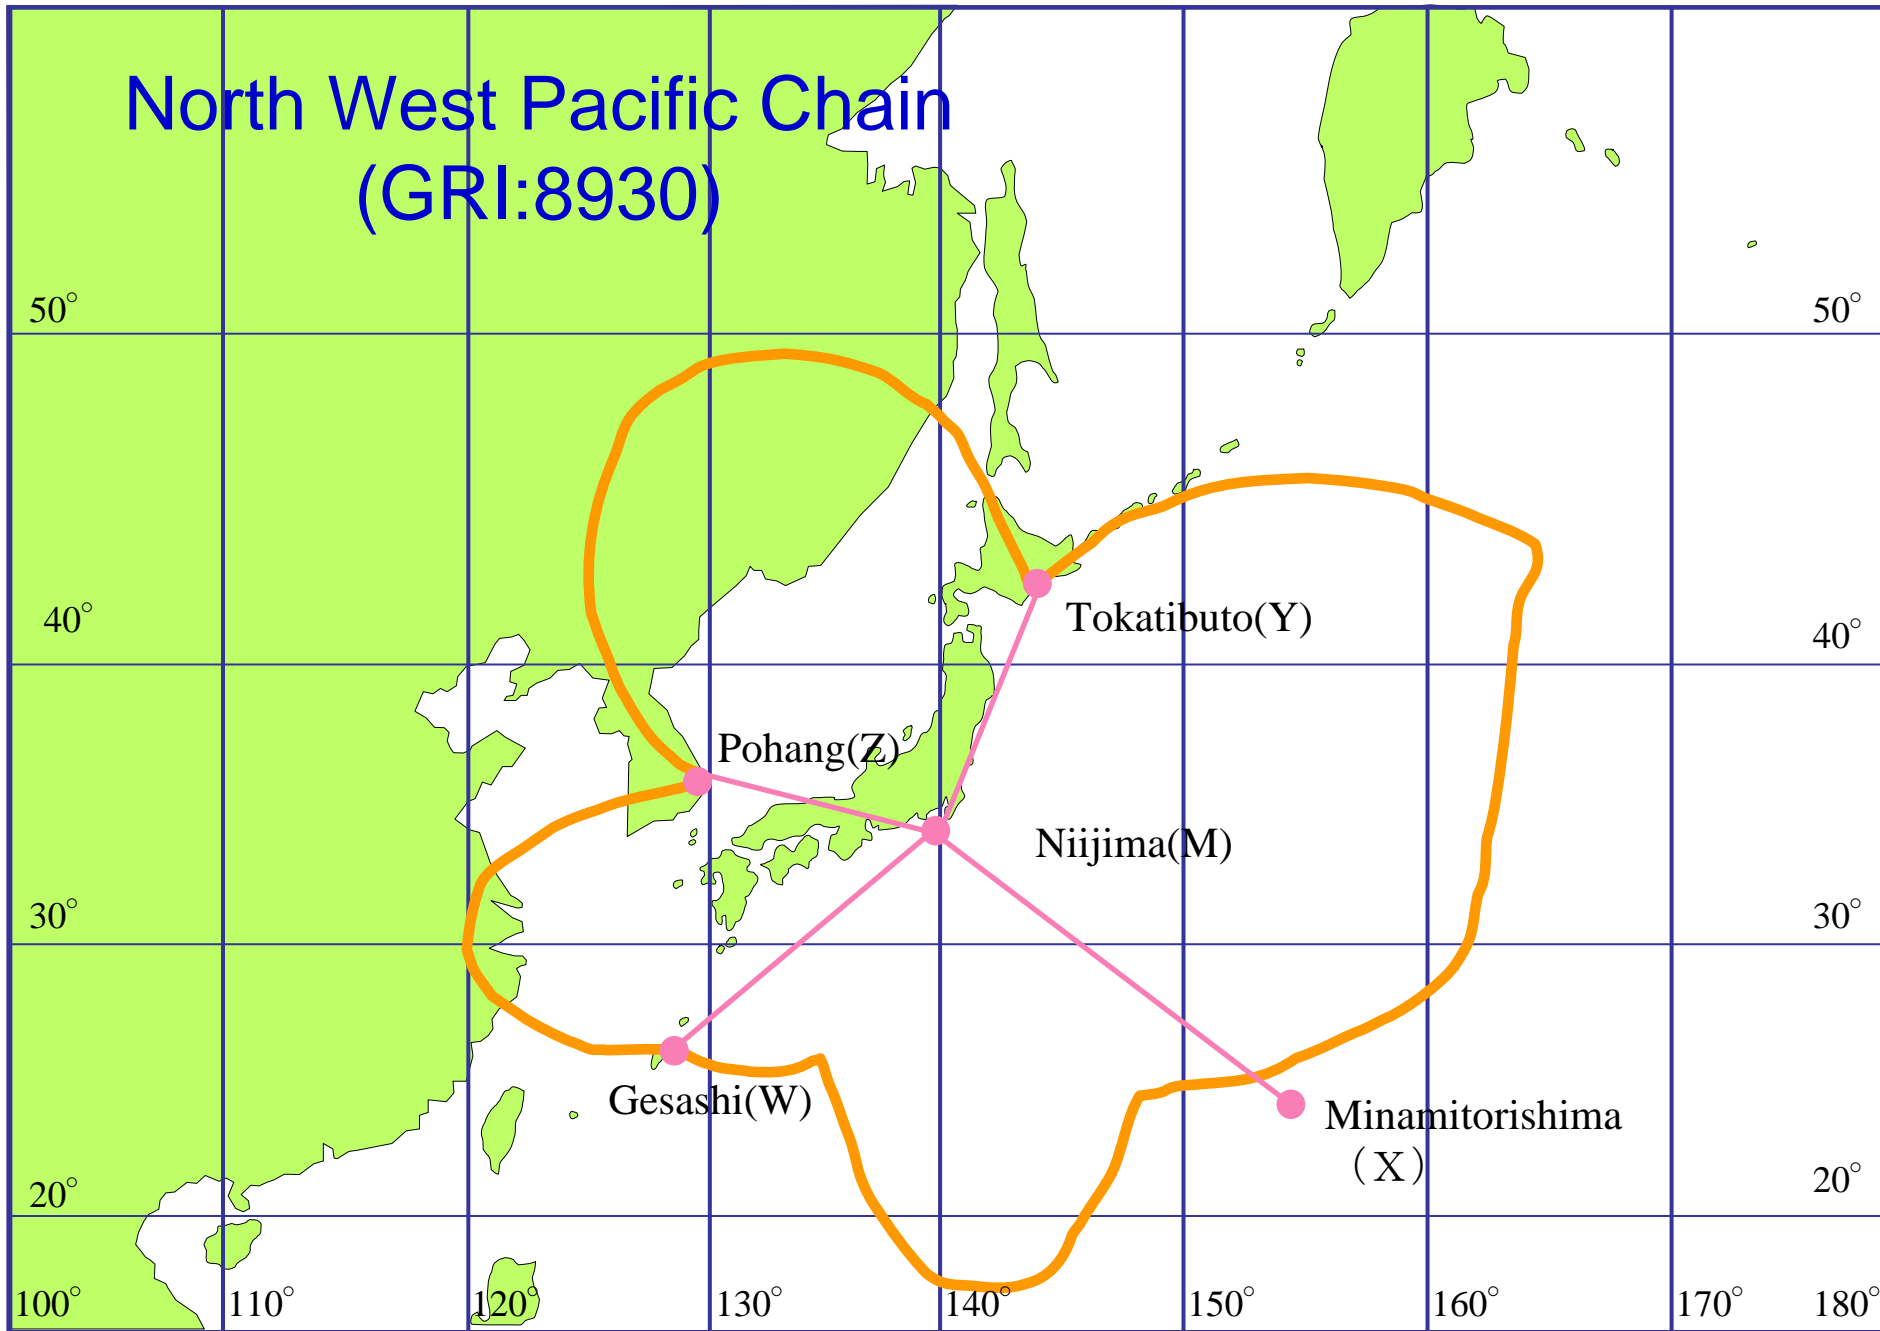 North West Pacific Chain
(GRI:8930)
50° 50°
Tokatibuto(Y)
40° 40°
Pohang(Z)
Niijima(M)
30° 30°
Gesashi(W)
Minamitorishima
（X）
20° 20°
100° 110° 120° 130° 140° 150° 160° 170° 180°